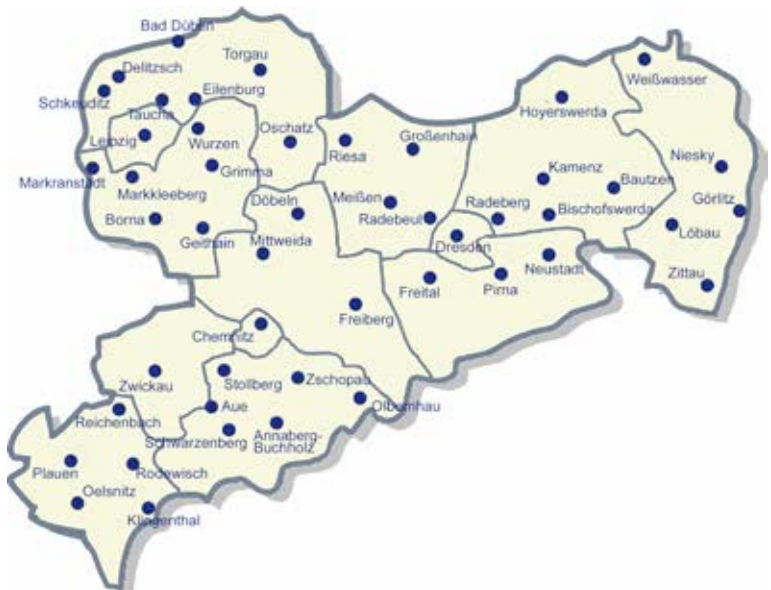 Bad Düben
Torgau
Delitzsch
Weißwasser
Schkeuditz
Eilenburg
Taucha
Hoyerswerda
Leipzig
Wurzen
Oschatz
Riesa
Großenhain
Niesky
Markranstädt
Grimma
Kamenz
Bautzen
Markkleeberg
Meißen
Radeberg
Görlitz
Döbeln
Borna
Radebeul
Bischofswerda
Geithain
Mittweida
Dresden
Löbau
Neustadt
Zittau
Freital
Pirna
Freiberg
Chemnitz
Zwickau
Stollberg
Zschopau
Reichenbach
Aue
Olbernhau
Schwarzenberg
Annaberg-
Buchholz
Plauen
Rodewisch
Oelsnitz
Klingenthal